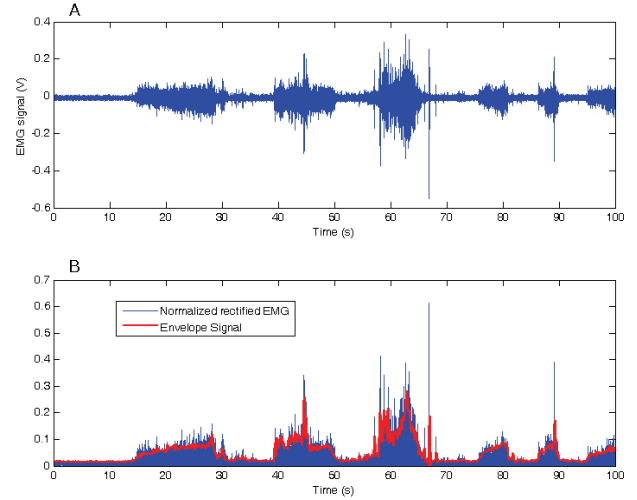 A
0.4
0.2
0
-0.2
-0.4
-0.6
EMG signal (V)
0 10 20 30 40 50 60 70 80 90 100
Time (s)
B
0.7
0.6
0.5
0.4
0.3
0.2
0.1
0
Normalized rectified EMG
Envelope Signal
0 10 20 30 40 50 60 70 80 90 100
Time (s)